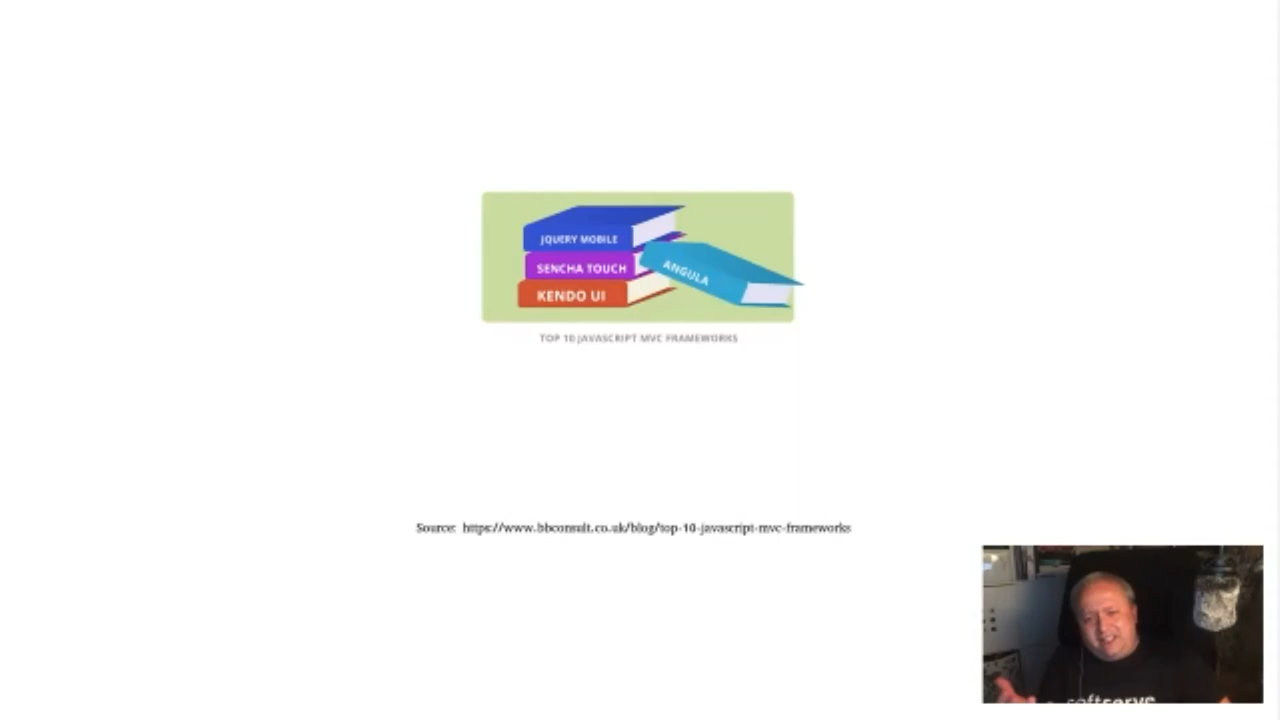 JQUERY MOBILE
SENCHA TOUCH
KENDO UI
ANGULA
TOP 10 JAVASCRIPT MVC FRAMEWORKS
Source: https://www.bbconsult.co.uk/blog/top-10-javascript-mvc-frameworks
softserve